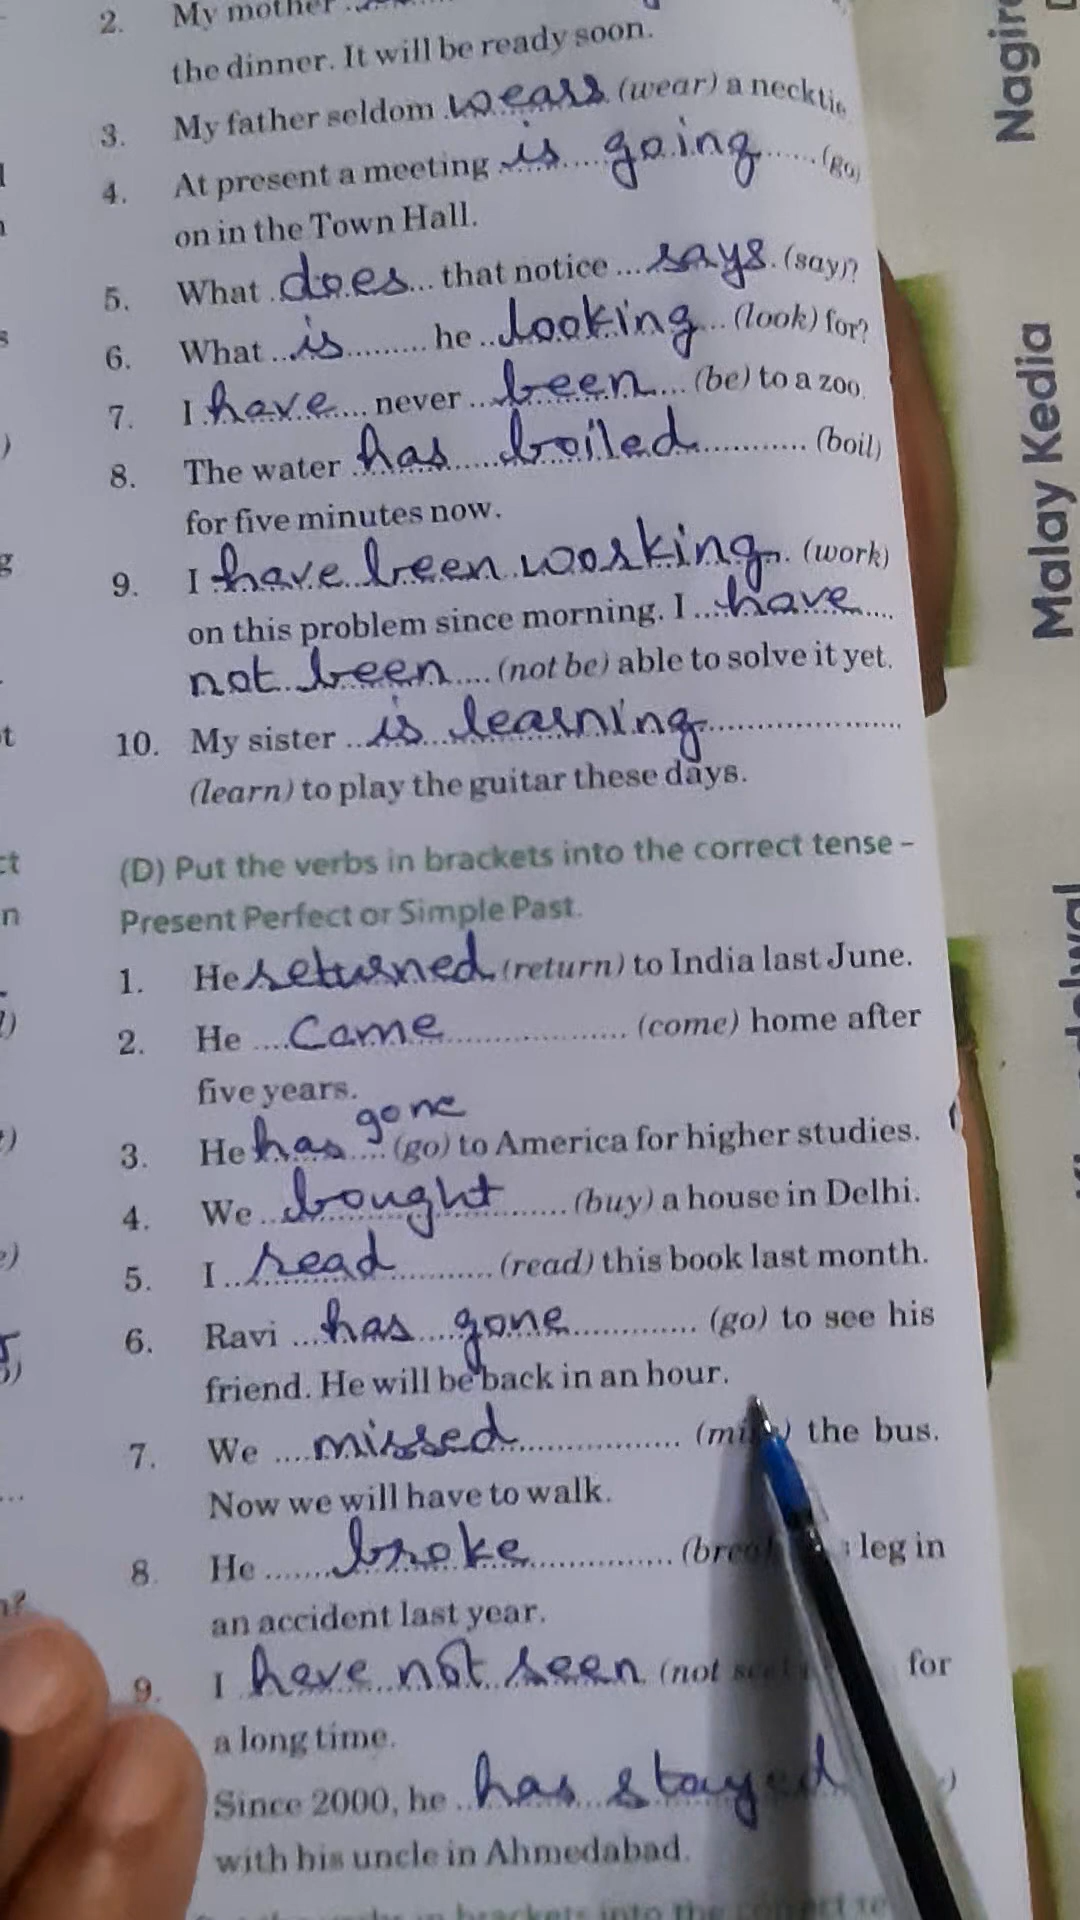 2. My mother
the dinner. It will be ready soon.
3. My father seldom wears (wear) a necktie
4. At present a meeting is going (go)
on in the Town Hall.
5. What does that notice says. (say)?
6. What is he looking (look) for?
7. I have never been (be) to a zoo.
8. The water has boiled (boil)
for five minutes now.
9. I have been working. (work)
on this problem since morning. I have
not been (not be) able to solve it yet.
10. My sister is learning
(learn) to play the guitar these days.
(D) Put the verbs in brackets into the correct tense –
Present Perfect or Simple Past.
1. He returned (return) to India last June.
2. He came (come) home after
five years.
gone
3. He has (go) to America for higher studies.
4. We bought (buy) a house in Delhi.
5. I read (read) this book last month.
6. Ravi has gone (go) to see his
friend. He will be back in an hour.
7. We missed the bus.
Now we will have to walk.
8. He broke leg in
an accident last year.
9. I have not seen (not for
a long time.
Since 2000, he has stayed
with his uncle in Ahmedabad.
Malay Kedia